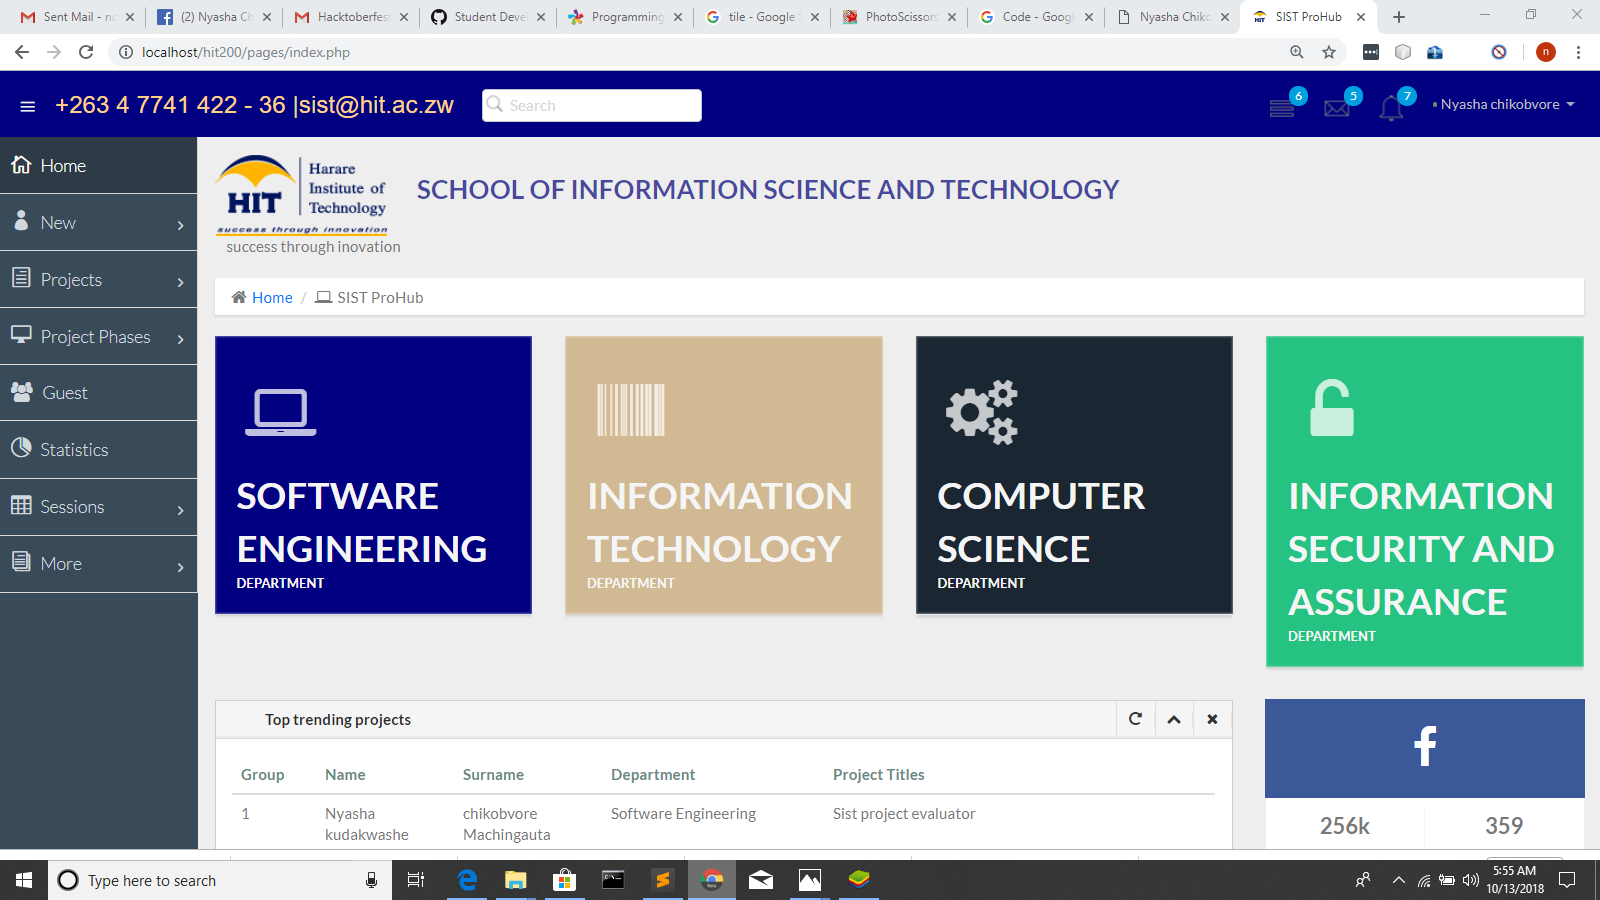 Sent Mail - nc
(2) Nyasha Ch
Hacktoberfes
Student Deve
Programming
tile - Google S
PhotoScissors
Code - Goog
Nyasha Chiko
SIST ProHub
localhost/hit200/pages/index.php
n
+263 4 7741 422 - 36 |sist@hit.ac.zw
Search
6
5
7
Nyasha chikobvore
Home
New
Projects
Project Phases
Guest
Statistics
Sessions
More
HIT
Harare
Institute of
Technology
success through innovation
success through inovation
SCHOOL OF INFORMATION SCIENCE AND TECHNOLOGY
Home / SIST ProHub
SOFTWARE
ENGINEERING
DEPARTMENT
INFORMATION
TECHNOLOGY
DEPARTMENT
COMPUTER
SCIENCE
DEPARTMENT
INFORMATION
SECURITY AND
ASSURANCE
DEPARTMENT
Top trending projects
Group Name Surname Department Project Titles
1 Nyasha chikobvore Software Engineering Sist project evaluator
kudakwashe Machingauta
256k 359
Type here to search
5:55 AM
10/13/2018